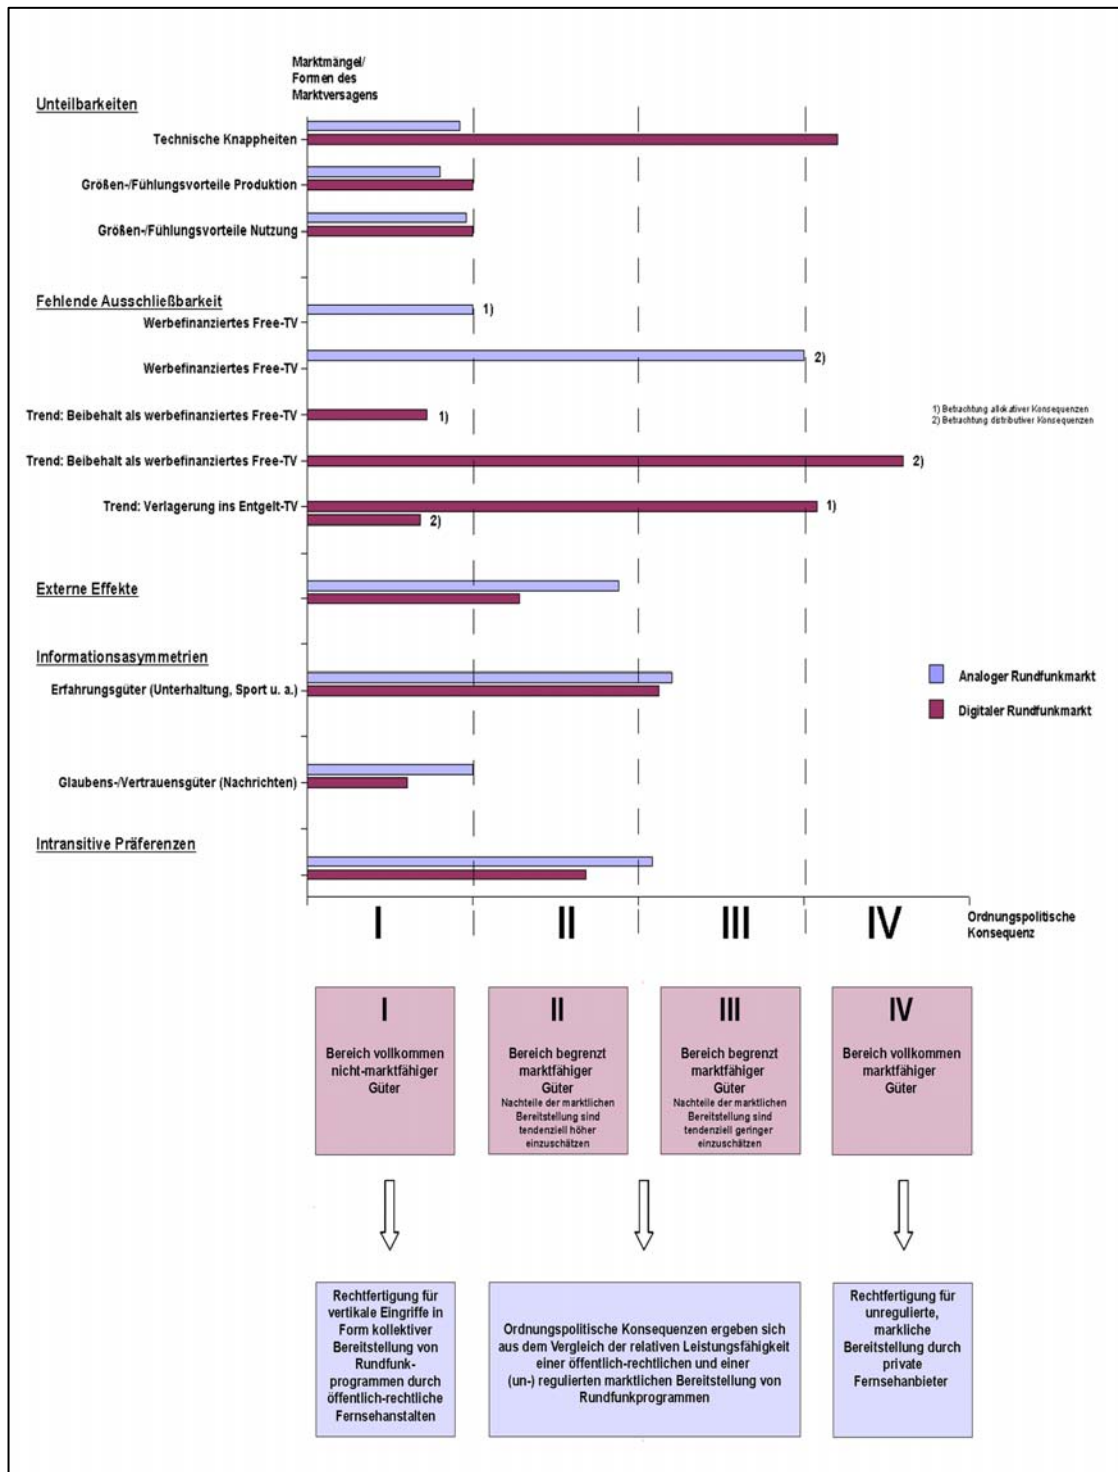 Marktmängel/
Formen des
Marktversagens
Unteilbarkeiten
Technische Knappheiten
Größen-/Fühlungsvorteile Produktion
Größen-/Fühlungsvorteile Nutzung
Fehlende Ausschließbarkeit
1)
Werbefinanziertes Free-TV
Werbefinanziertes Free-TV
2)
Trend: Beibehalt als werbefinanziertes Free-TV
1)
1) Betrachtung allokativer Konsequenzen
2) Betrachtung distributiver Konsequenzen
Trend: Beibehalt als werbefinanziertes Free-TV
2)
Trend: Verlagerung ins Entgelt-TV
1)
2)
Externe Effekte
Informationsasymmetrien
Erfahrungsgüter (Unterhaltung, Sport u. a.)
Analoger Rundfunkmarkt
Digitaler Rundfunkmarkt
Glaubens-/Vertrauensgüter (Nachrichten)
Intransitive Präferenzen
I
II
III
IV
Ordnungspolitische
Konsequenz
I
Bereich vollkommen
nicht-marktfähiger
Güter
II
Bereich begrenzt
marktfähiger
Güter
Nachteile der marktlichen
Bereitstellung sind
tendenziell höher
einzuschätzen
III
Bereich begrenzt
marktfähiger
Güter
Nachteile der marktlichen
Bereitstellung sind
tendenziell geringer
einzuschätzen
IV
Bereich vollkommen
marktfähiger
Güter
Rechtfertigung für
vertikale Eingriffe in
Form kollektiver
Bereitstellung von
Rundfunk-
programmen durch
öffentlich-rechtliche
Fernsehanstalten
Ordnungspolitische Konsequenzen ergeben sich
aus dem Vergleich der relativen Leistungsfähigkeit
einer öffentlich-rechtlichen und einer
(un-) regulierten marktlichen Bereitstellung von
Rundfunkprogrammen
Rechtfertigung für
unregulierte,
markliche
Bereitstellung durch
private
Fernsehanbieter